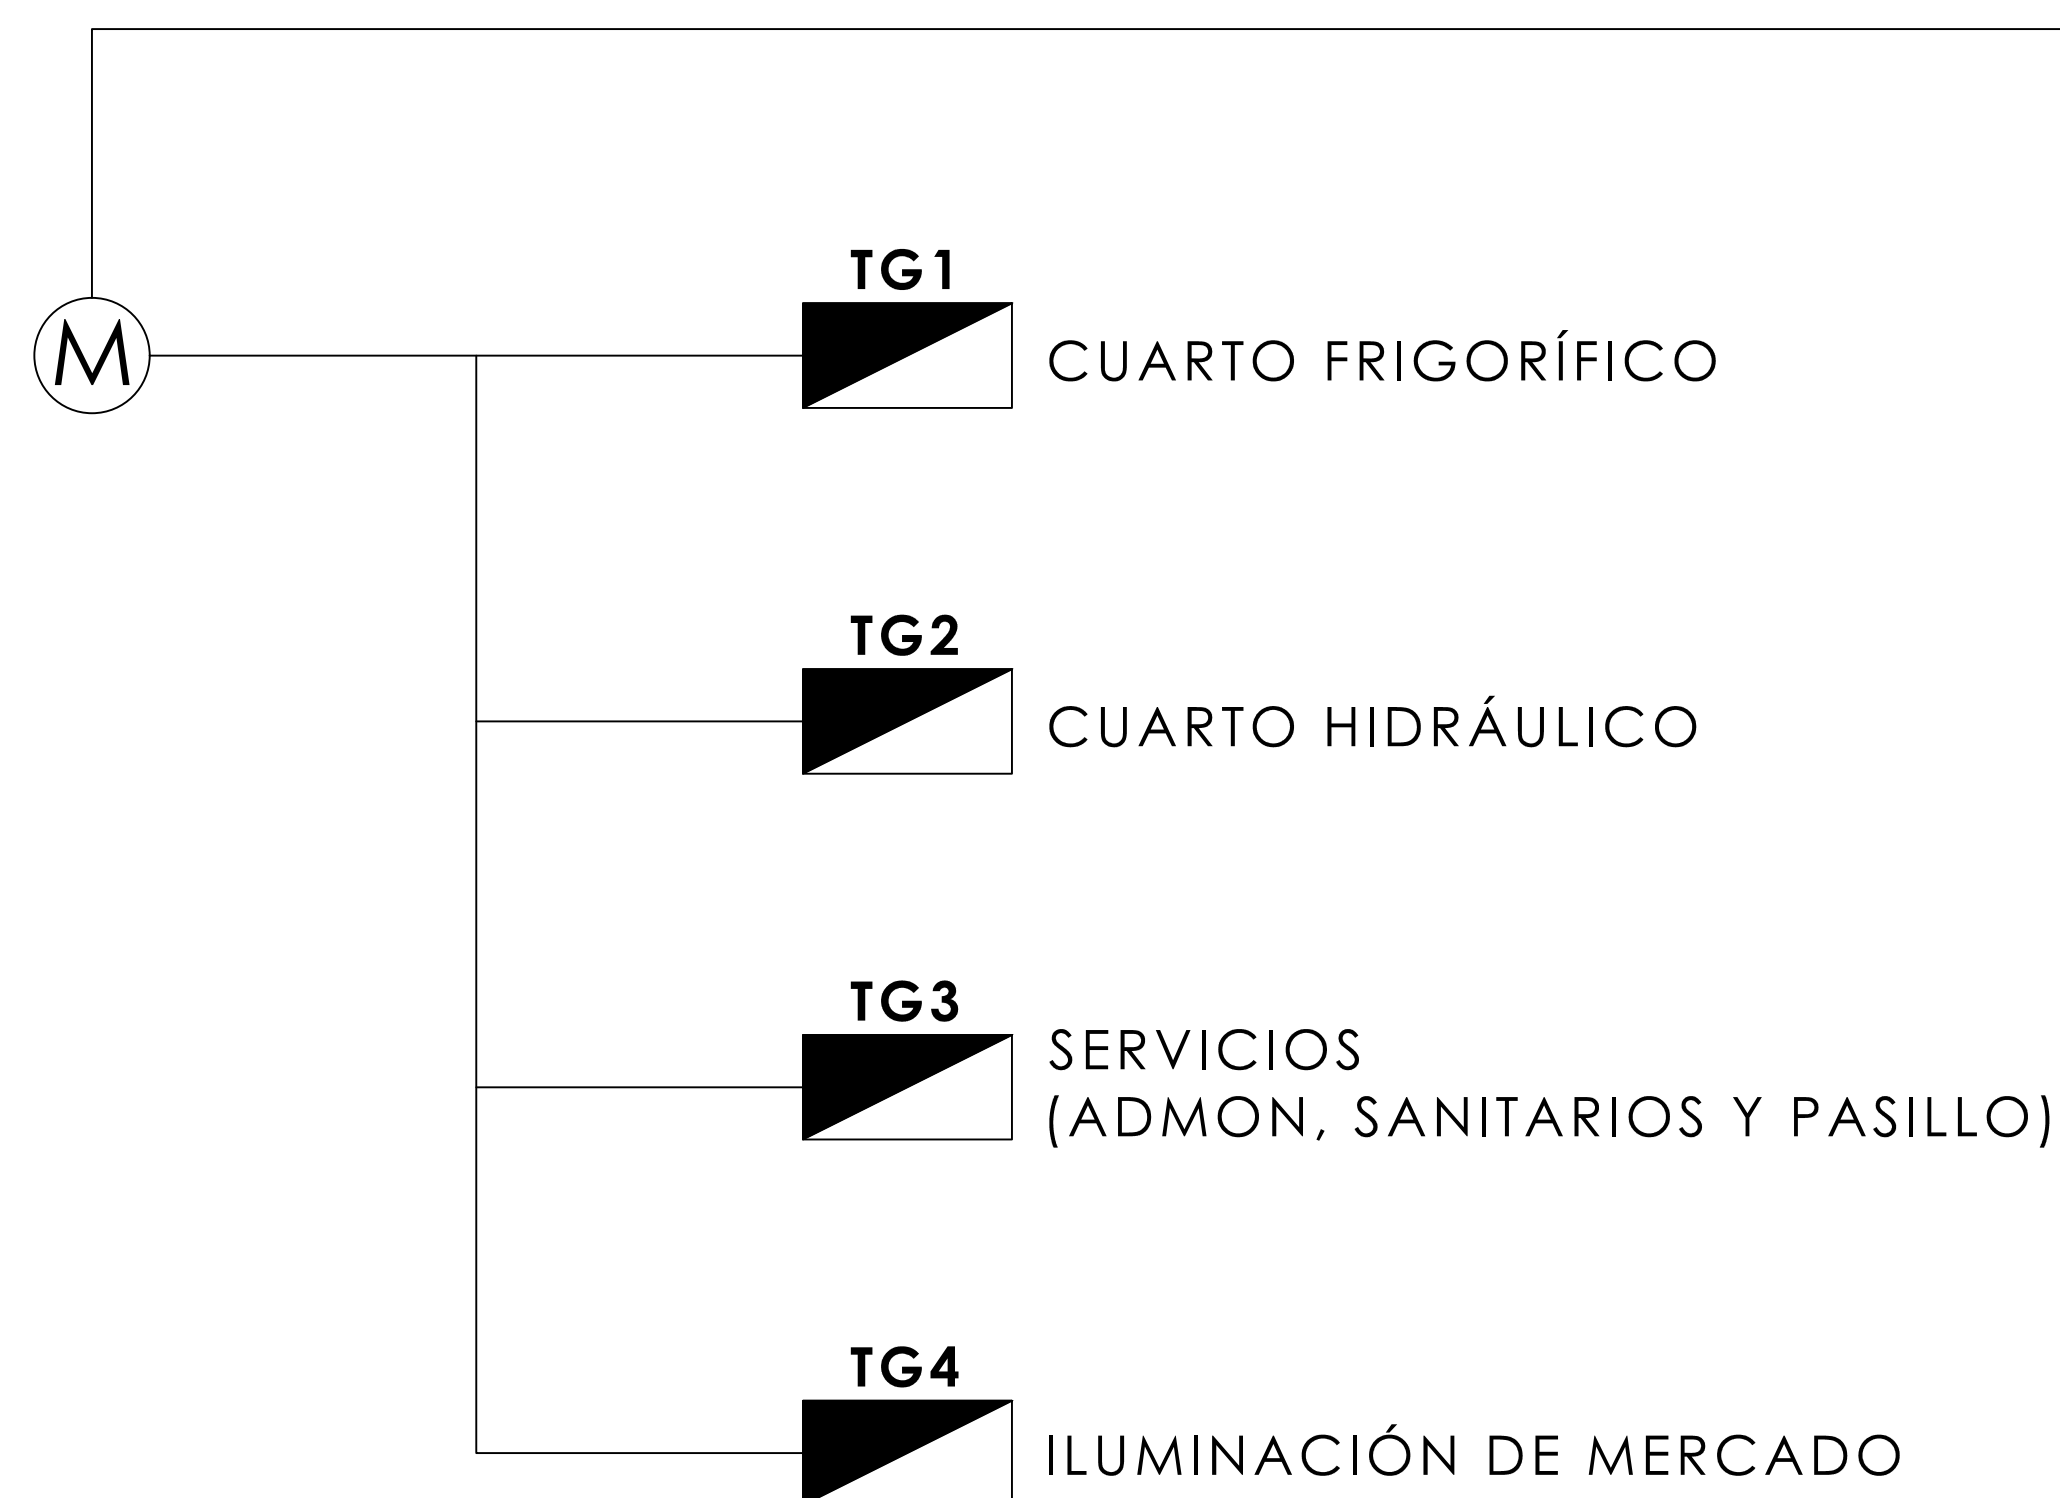 TG1
M
CUARTO FRIGORÍFICO
TG2
CUARTO HIDRÁULICO
TG3
SERVICIOS
(ADMON, SANITARIOS Y PASILLO)
TG4
ILUMINACIÓN DE MERCADO